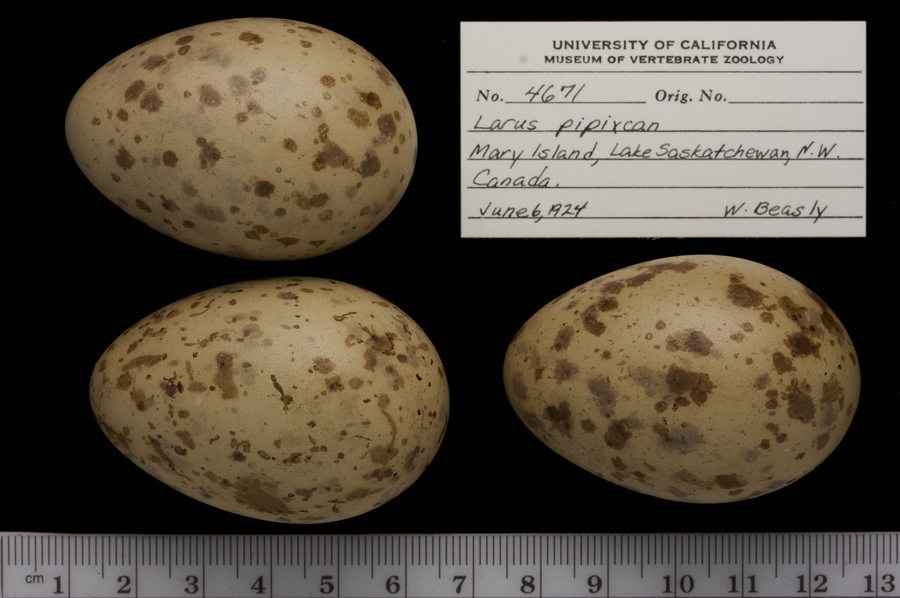 UNIVERSITY OF CALIFORNIA
MUSEUM OF VERTEBRATE ZOOLOGY
No. 4671 Orig. No.
Larus pipixcan
Mary Island, Lake Saskatchewan, N.W.
Canada.
June 6, 1924 W. Beasly
cm 1 2 3 4 5 6 7 8 9 10 11 12 13